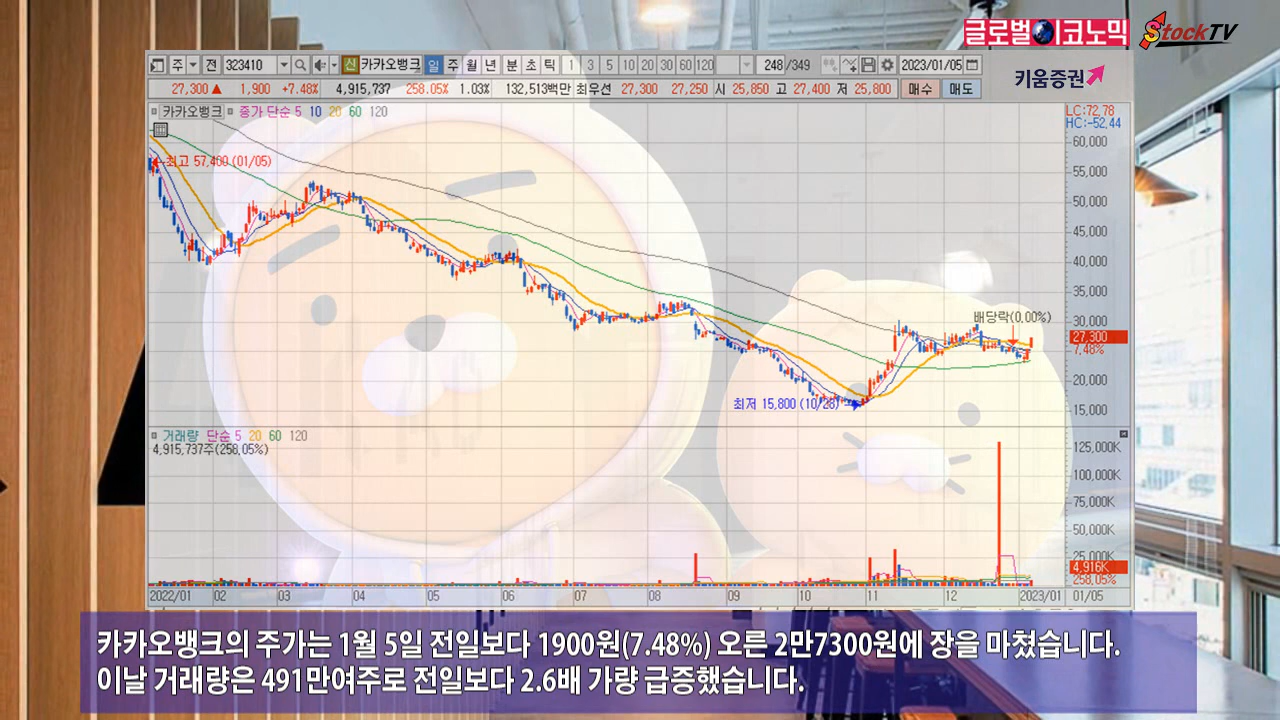 글로벌이코노믹 StockTV
주 전 323410 신 카카오뱅크 일 주 월 년 분 초 틱 1 3 5 10 20 30 60 120 248 /349 2023/01/05
키움증권
27,300 ▲ 1,900 +7.48% 4,915,737 258.05% 1.03% 132,513백만 최우선 27,300 27,250 시 25,850 고 27,400 저 25,800 매수 매도
카카오뱅크 종가 단순 5 10 20 60 120
LC:72.78
HC:-52.44
60,000
최고 57,400 (01/05)
55,000
50,000
45,000
40,000
35,000
배당락(0.00%)
30,000
27,300
7.48%
20,000
최저 15,800 (10/28)
15,000
거래량 단순 5 20 60 120
4,915,737주(258.05%)
125,000K
100,000K
75,000K
50,000K
25,000K
4,916K
258.05%
2022/01 02 03 04 05 06 07 08 09 10 11 12 2023/01 01/05
카카오뱅크의 주가는 1월 5일 전일보다 1900원(7.48%) 오른 2만7300원에 장을 마쳤습니다.
이날 거래량은 491만여주로 전일보다 2.6배 가량 급증했습니다.